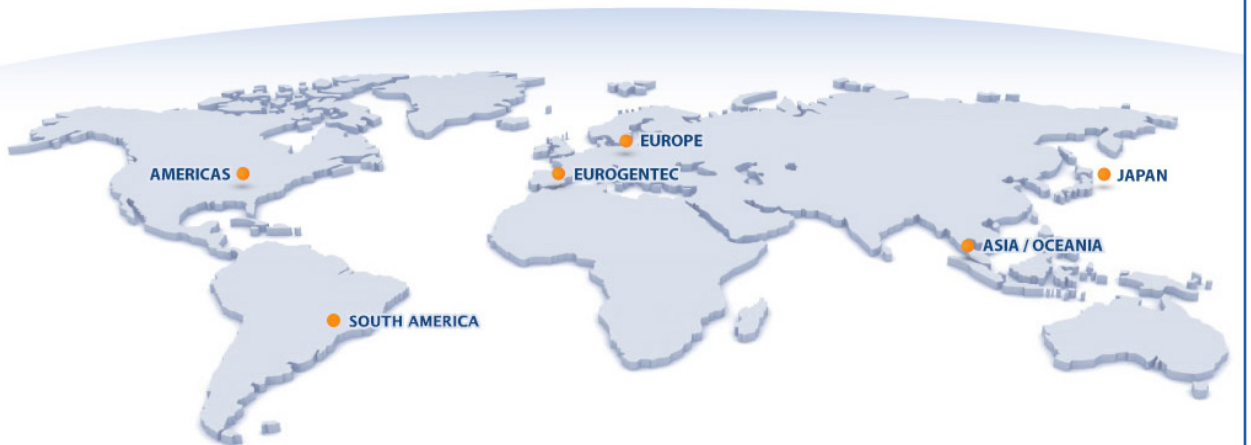 EUROPE
AMERICAS
EUROGENTEC
JAPAN
ASIA / OCEANIA
SOUTH AMERICA